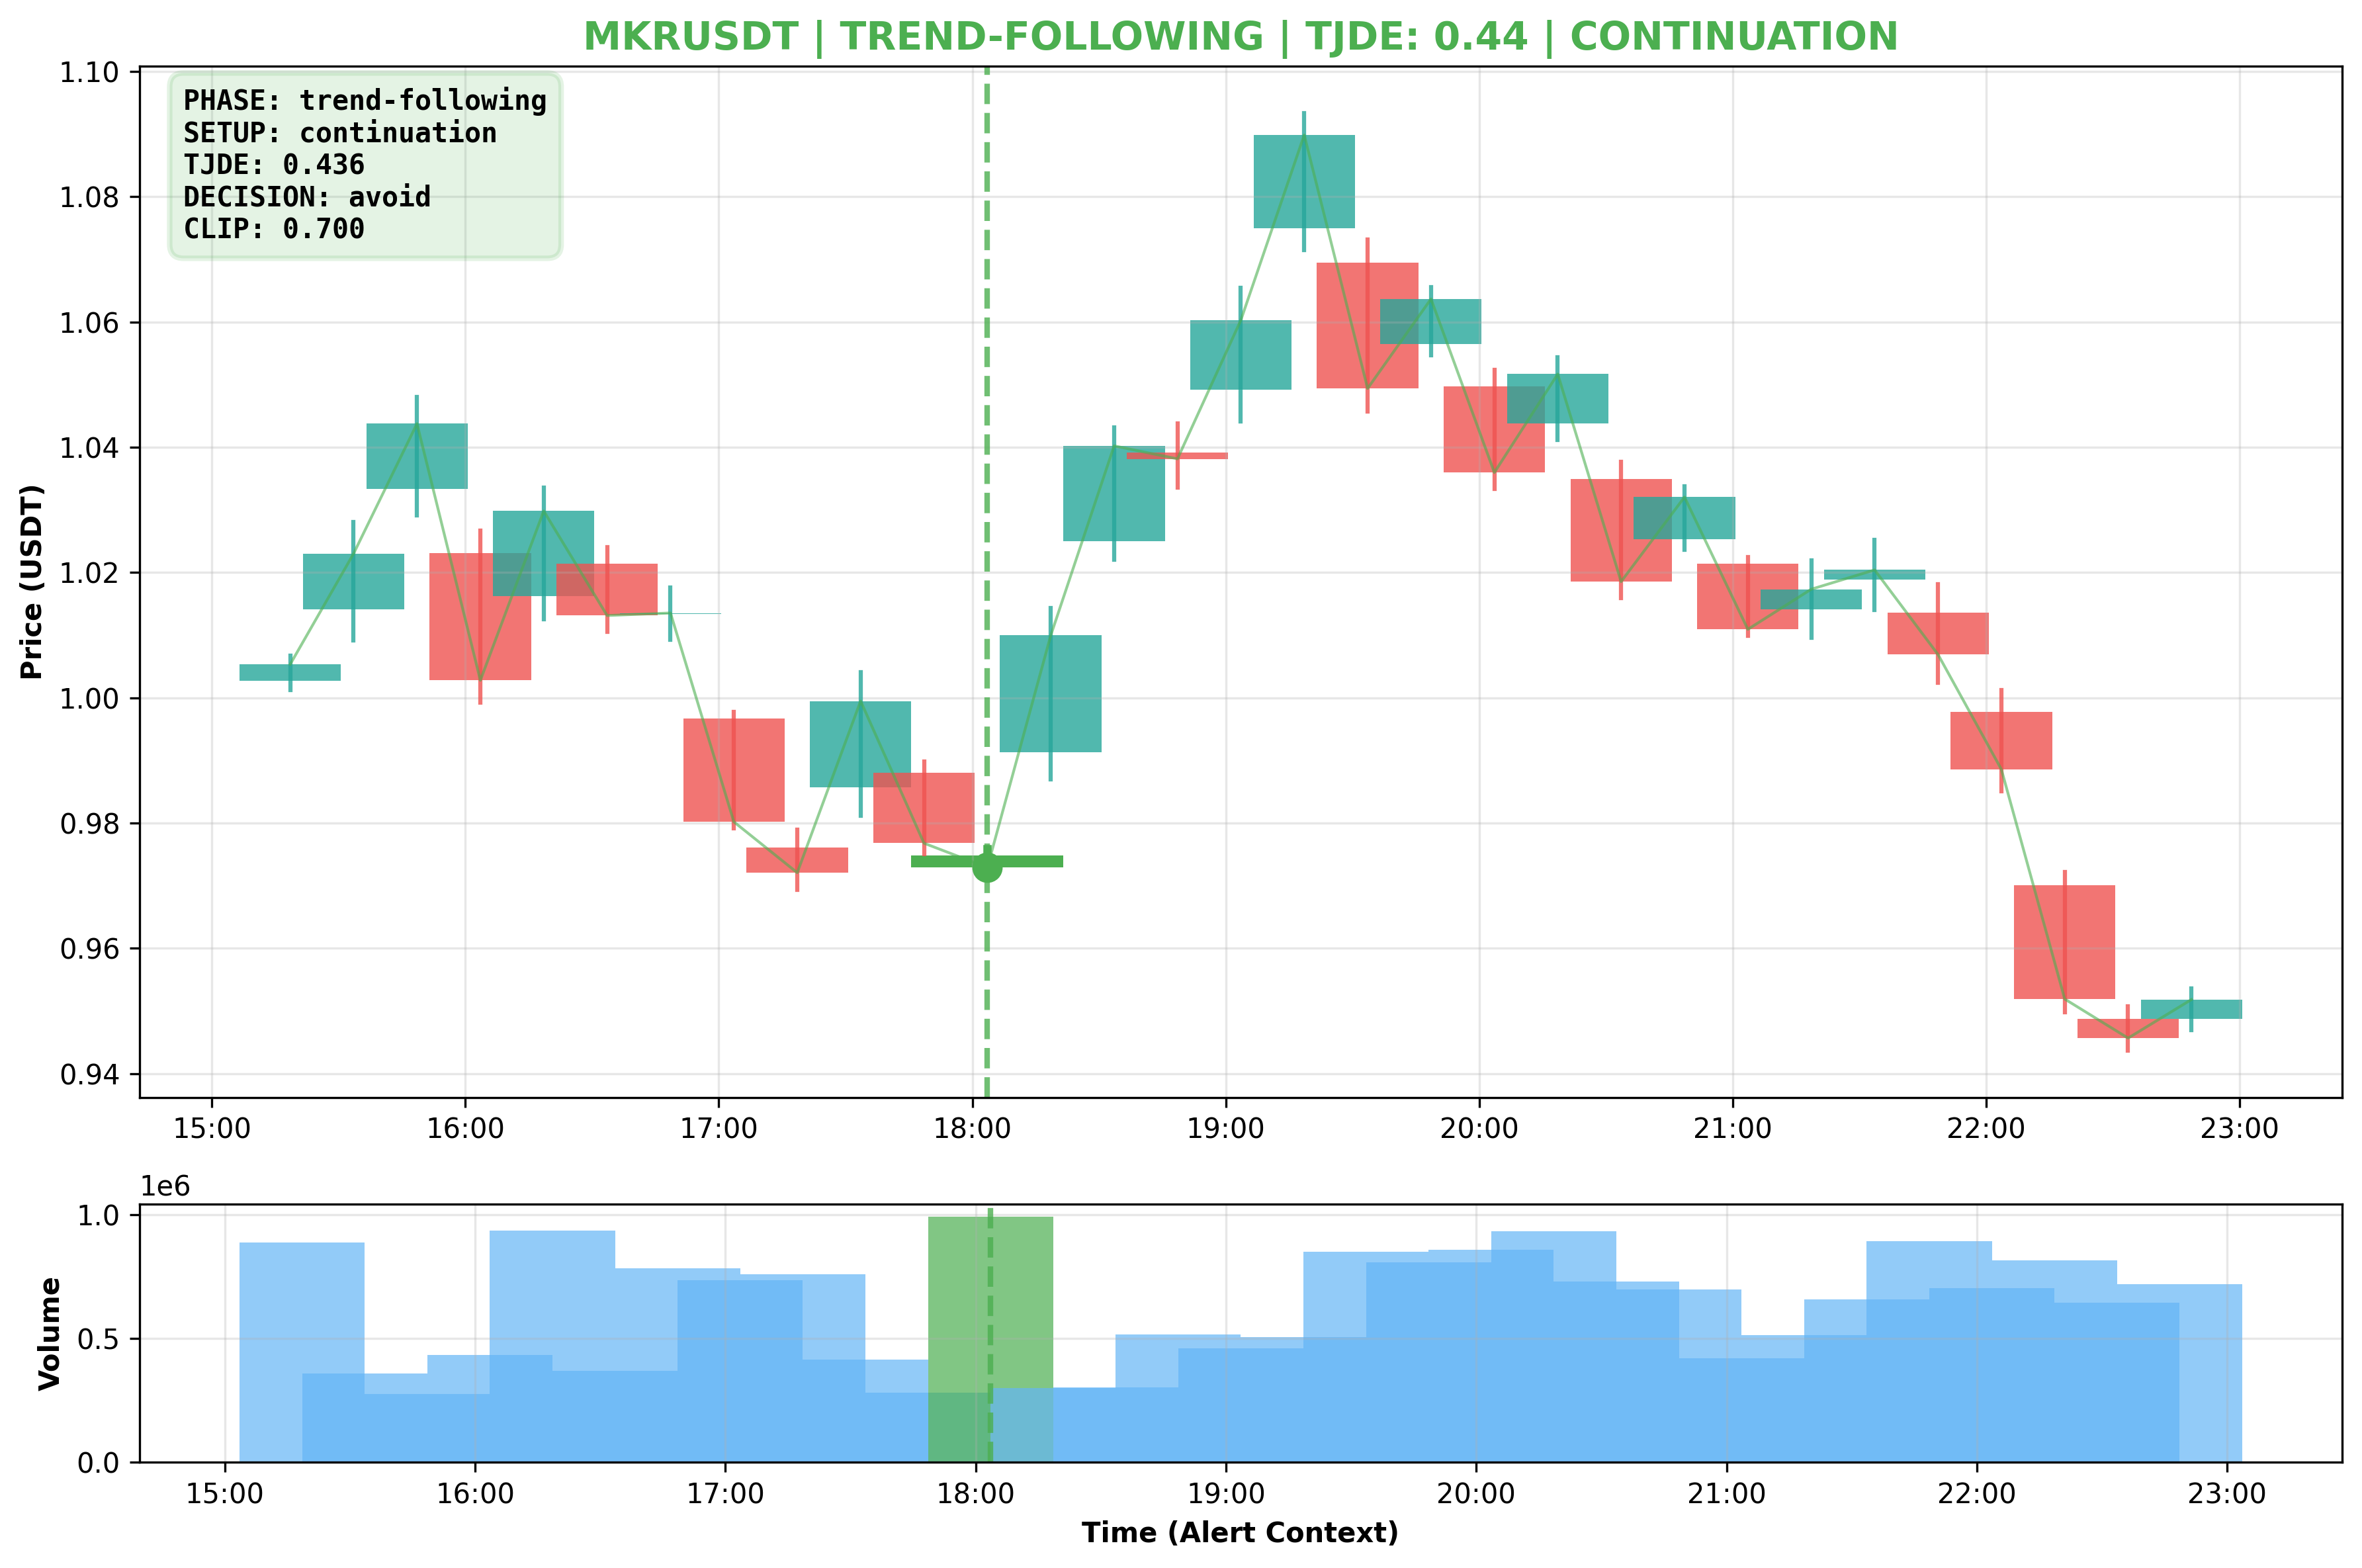 MKRUSDT | TREND-FOLLOWING | TJDE: 0.44 | CONTINUATION
PHASE: trend-following
SETUP: continuation
TJDE: 0.436
DECISION: avoid
CLIP: 0.700
Price (USDT)
1.10
1.08
1.06
1.04
1.02
1.00
0.98
0.96
0.94
15:00 16:00 17:00 18:00 19:00 20:00 21:00 22:00 23:00
1e6
Volume
1.0
0.5
0.0
15:00 16:00 17:00 18:00 19:00 20:00 21:00 22:00 23:00
Time (Alert Context)